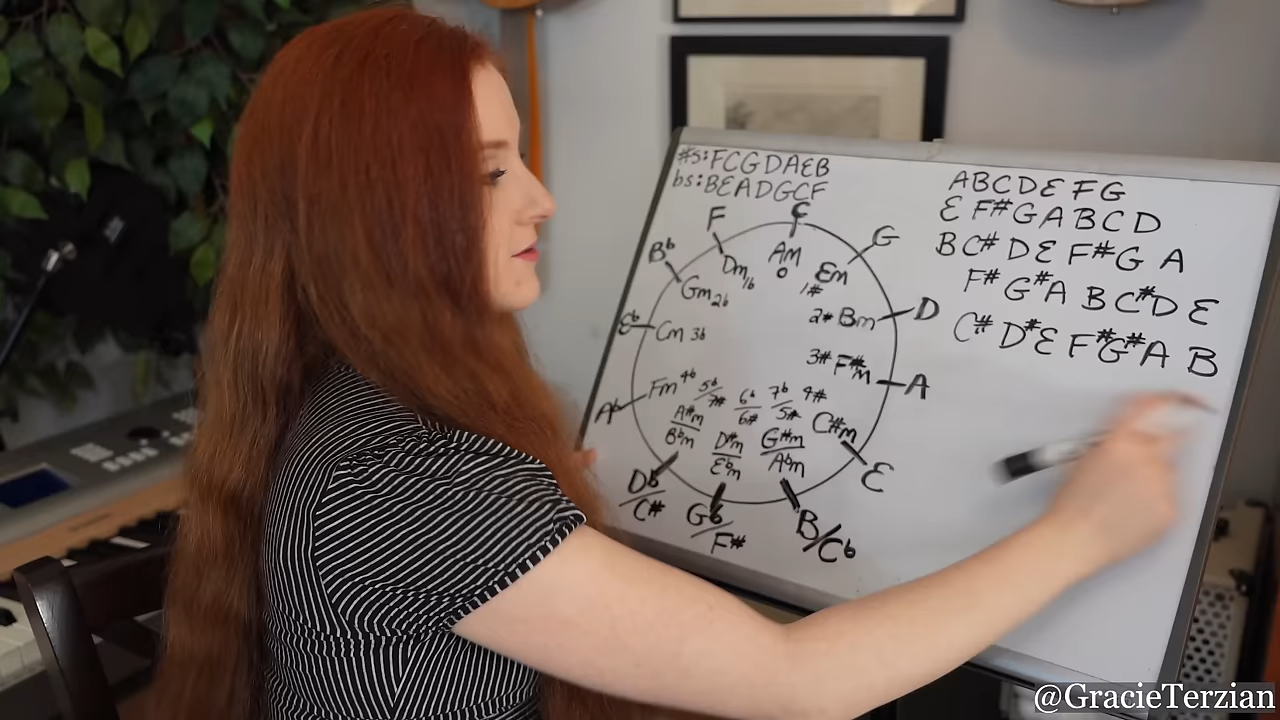 #s: FCGDAEB
bs: BEADGCF
C
F
G
Bb
D
Eb
A
Ab
E
Db/C#
Gb/F#
B/Cb
Am
0
Dm 1b
1# Em
Gm 2b
2# Bm
Cm 3b
3# F#m
Fm 4b
4#
C#m
5b/7#
A#m/Bbm
6b/6#
D#m/Ebm
7b/5#
G#m/Abm
A B C D E F G
E F# G A B C D
B C# D E F# G A
F# G# A B C# D E
C# D# E F# G# A B
@GracieTerzian